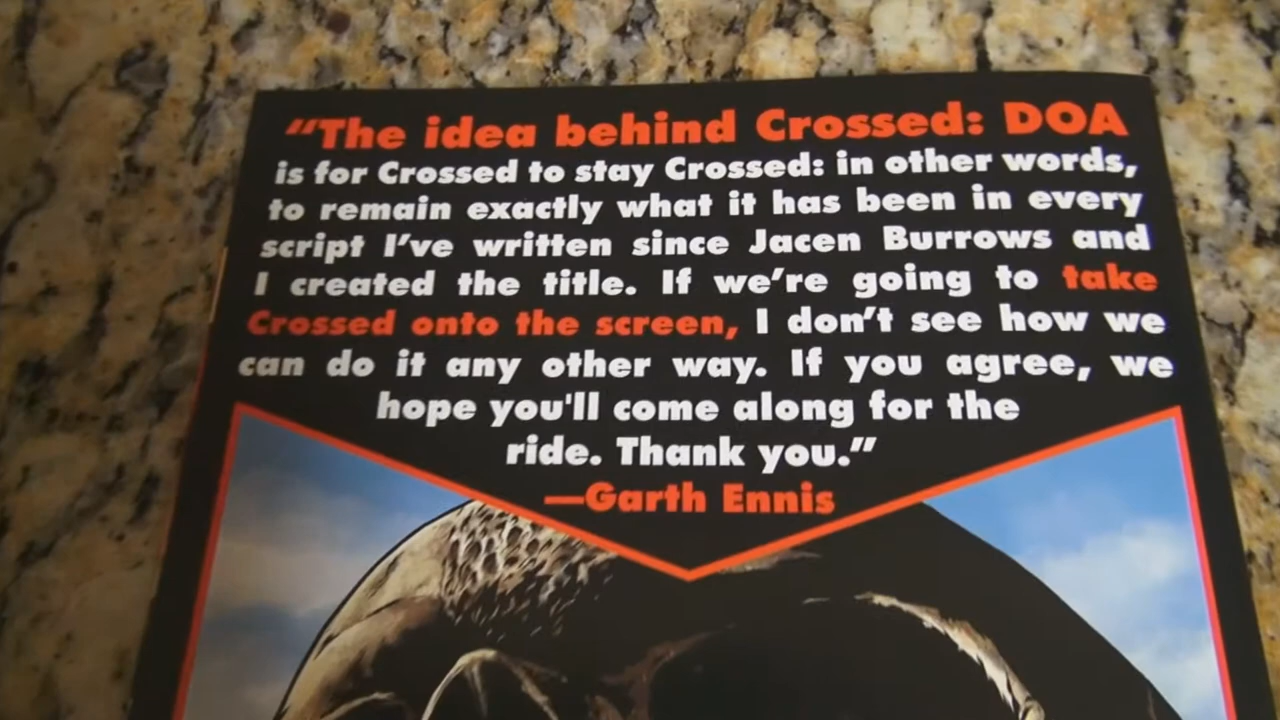 “The idea behind Crossed: DOA
is for Crossed to stay Crossed: in other words,
to remain exactly what it has been in every
script I’ve written since Jacen Burrows and
I created the title. If we’re going to take
Crossed onto the screen, I don’t see how we
can do it any other way. If you agree, we
hope you'll come along for the
ride. Thank you.”
—Garth Ennis